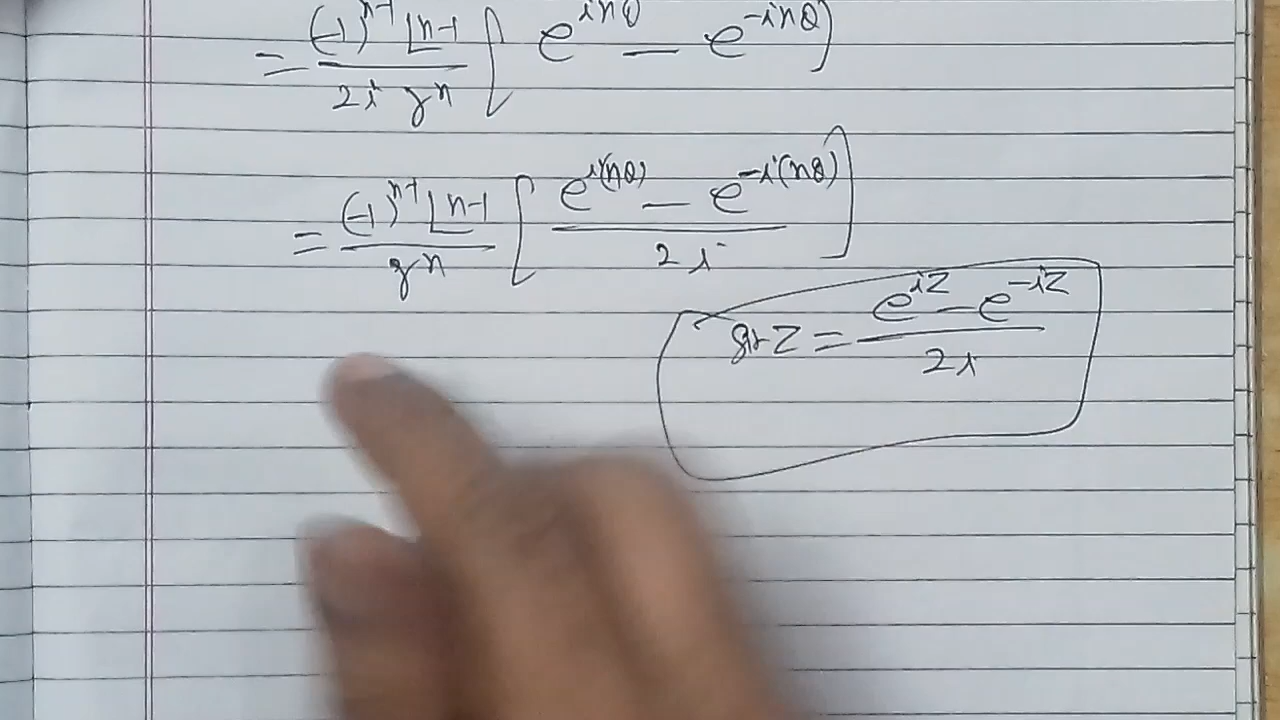 = (-1)^{n-1} ⌊n-1 / 2i r^n [ e^{inθ} - e^{-inθ} ]
= (-1)^{n-1} ⌊n-1 / r^n [ e^{i(nθ)} - e^{-i(nθ)} / 2i ]
sin z = e^{iz} - e^{-iz} / 2i